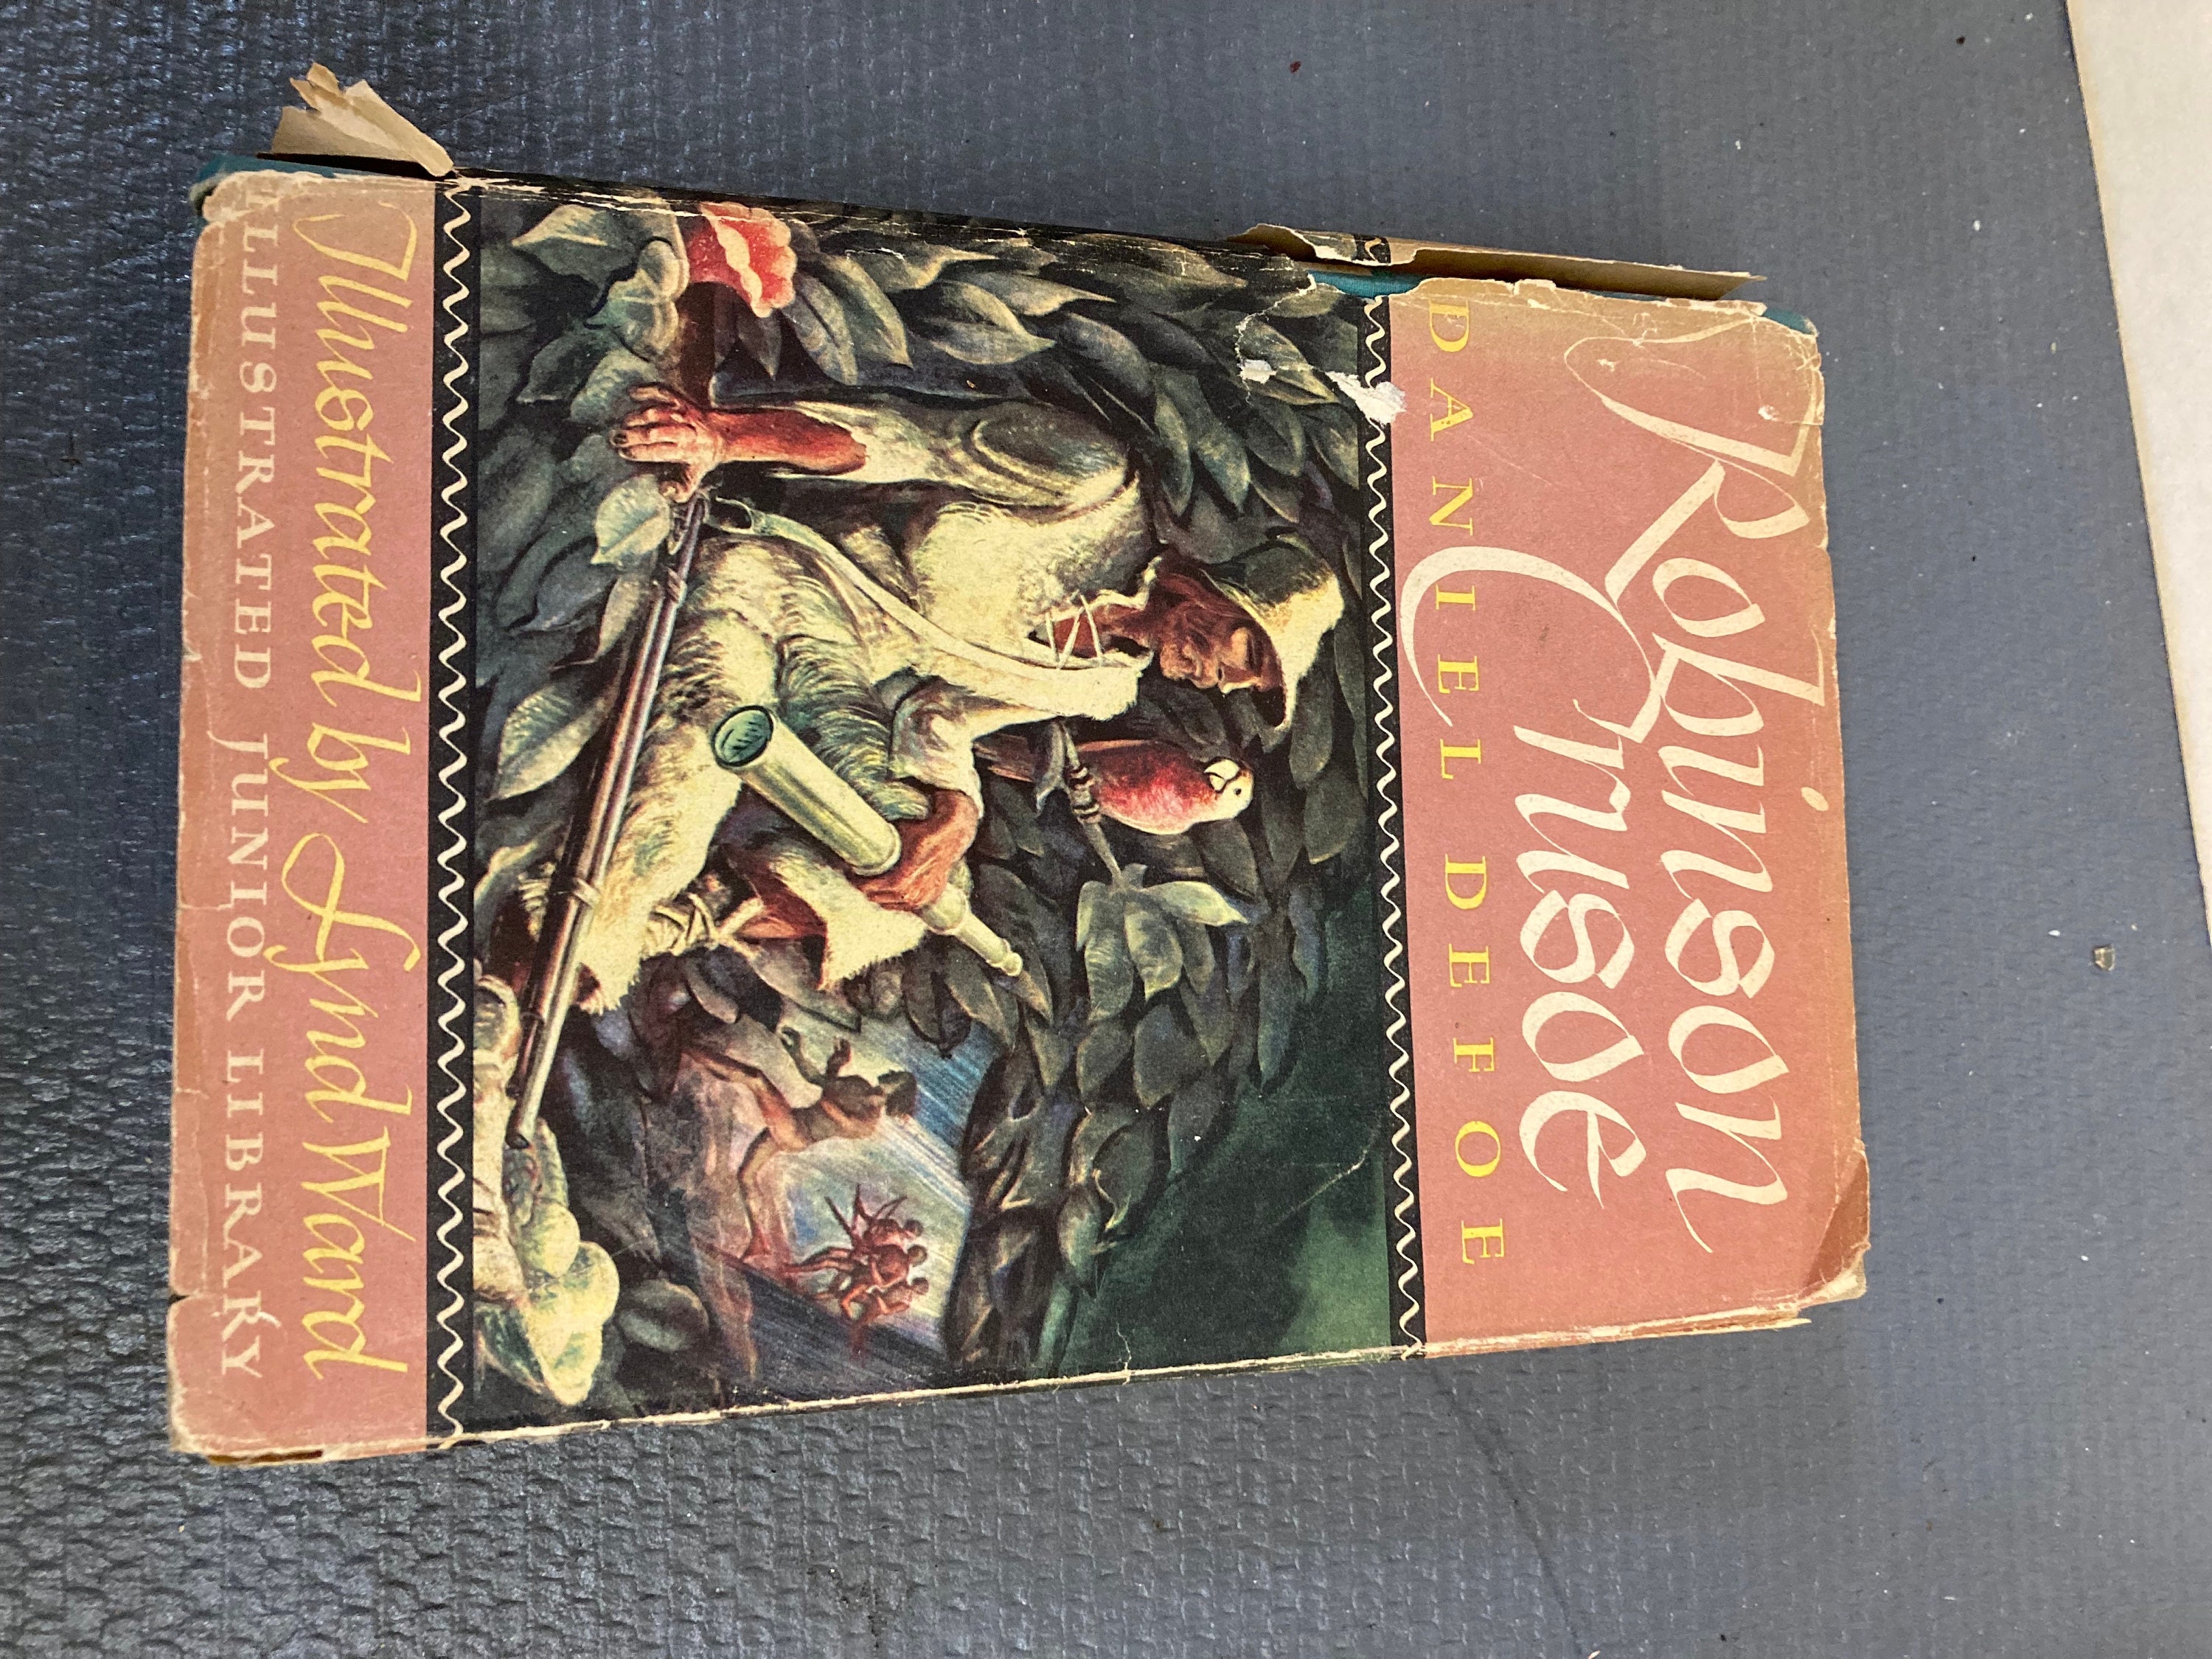 Robinson
Crusoe
DANIEL DEFOE
Illustrated by Lynd Ward
ILLUSTRATED JUNIOR LIBRARY